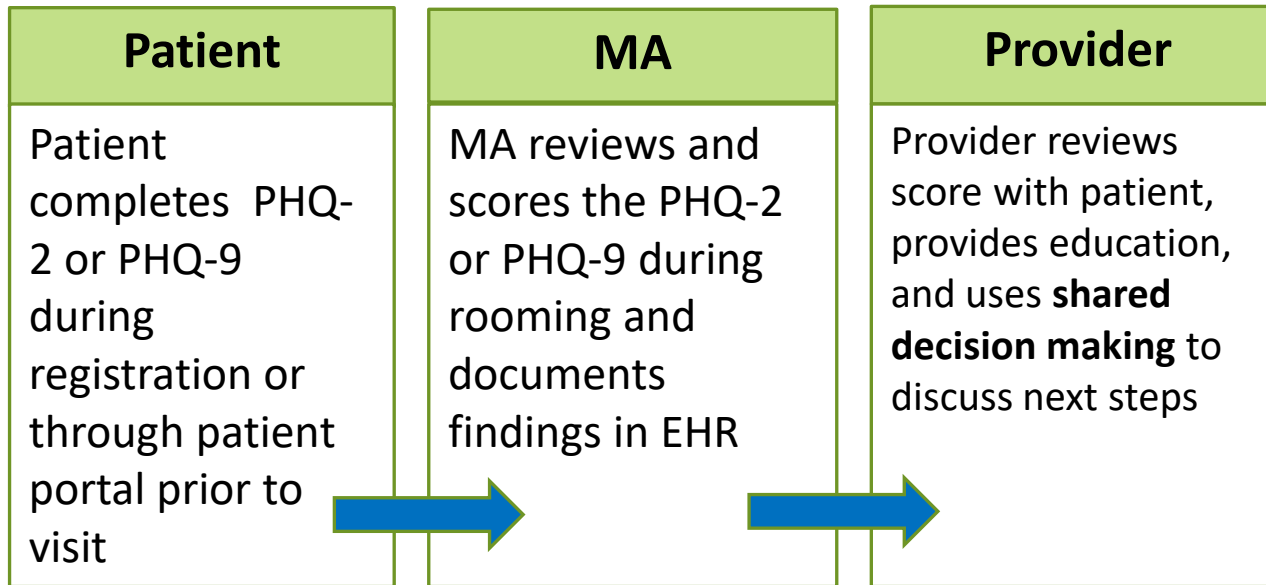 Patient
Patient
completes PHQ-
2 or PHQ-9
during
registration or
through patient
portal prior to
visit
MA
MA reviews and
scores the PHQ-2
or PHQ-9 during
rooming and
documents
findings in EHR
Provider
Provider reviews
score with patient,
provides education,
and uses shared
decision making to
discuss next steps